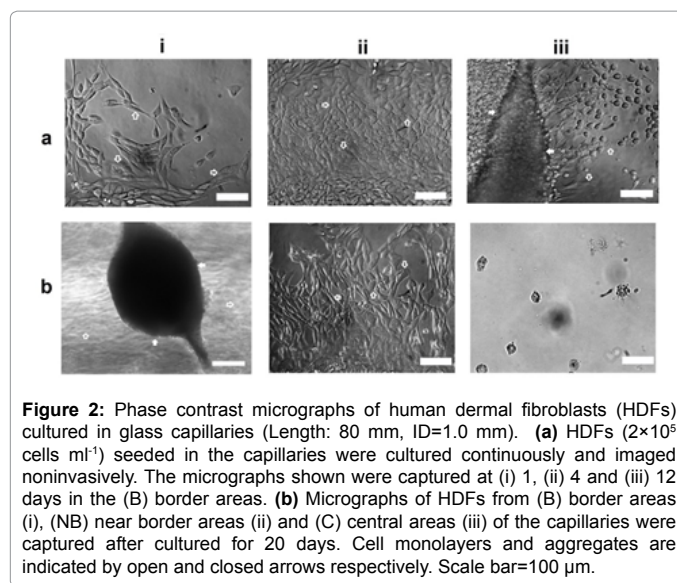 i ii iii
a
b
Figure 2: Phase contrast micrographs of human dermal fibroblasts (HDFs)
cultured in glass capillaries (Length: 80 mm, ID=1.0 mm). (a) HDFs (2×10⁵
cells ml⁻¹) seeded in the capillaries were cultured continuously and imaged
noninvasively. The micrographs shown were captured at (i) 1, (ii) 4 and (iii) 12
days in the (B) border areas. (b) Micrographs of HDFs from (B) border areas
(i), (NB) near border areas (ii) and (C) central areas (iii) of the capillaries were
captured after cultured for 20 days. Cell monolayers and aggregates are
indicated by open and closed arrows respectively. Scale bar=100 µm.